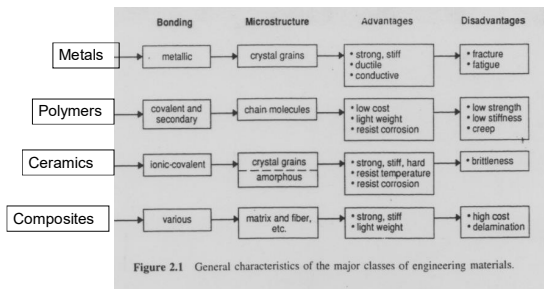 Bonding Microstructure Advantages Disadvantages
Metals
metallic
crystal grains
• strong, stiff
• ductile
• conductive
• fracture
• fatigue
Polymers
covalent and
secondary
chain molecules
• low cost
• light weight
• resist corrosion
• low strength
• low stiffness
• creep
Ceramics
ionic-covalent
crystal grains
amorphous
• strong, stiff, hard
• resist temperature
• resist corrosion
• brittleness
Composites
various
matrix and fiber,
etc.
• strong, stiff
• light weight
• high cost
• delamination
Figure 2.1 General characteristics of the major classes of engineering materials.